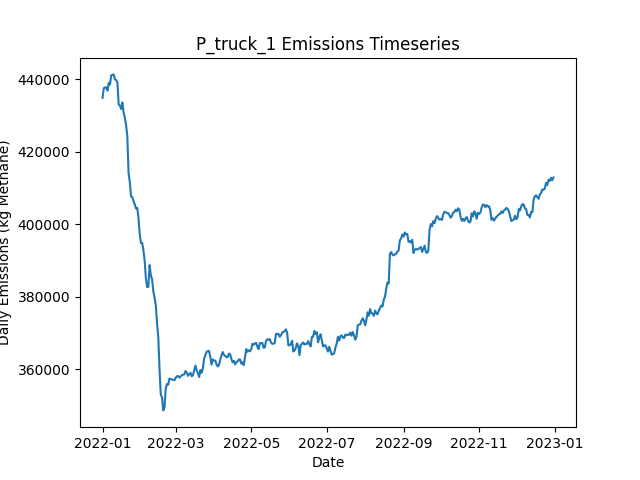 P_truck_1 Emissions Timeseries
Daily Emissions (kg Methane)
440000
420000
400000
380000
360000
2022-01 2022-03 2022-05 2022-07 2022-09 2022-11 2023-01
Date